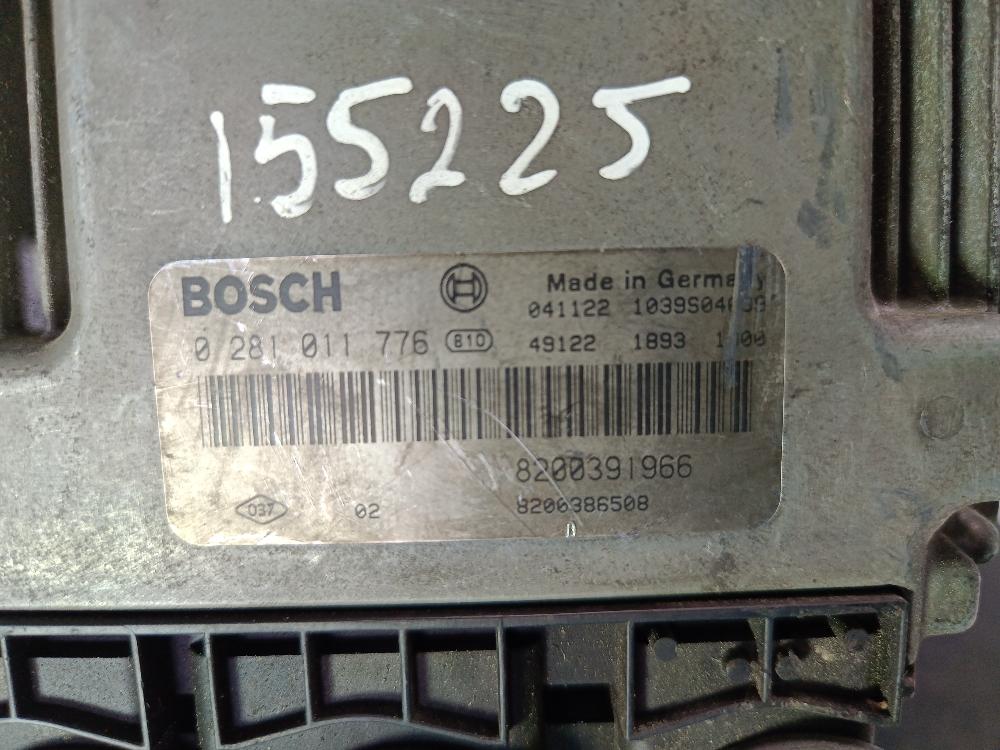 155225
BOSCH
Made in Germany
041122
0 281 011 776 B10
49122 1893
8200391966
037 02 8200386508